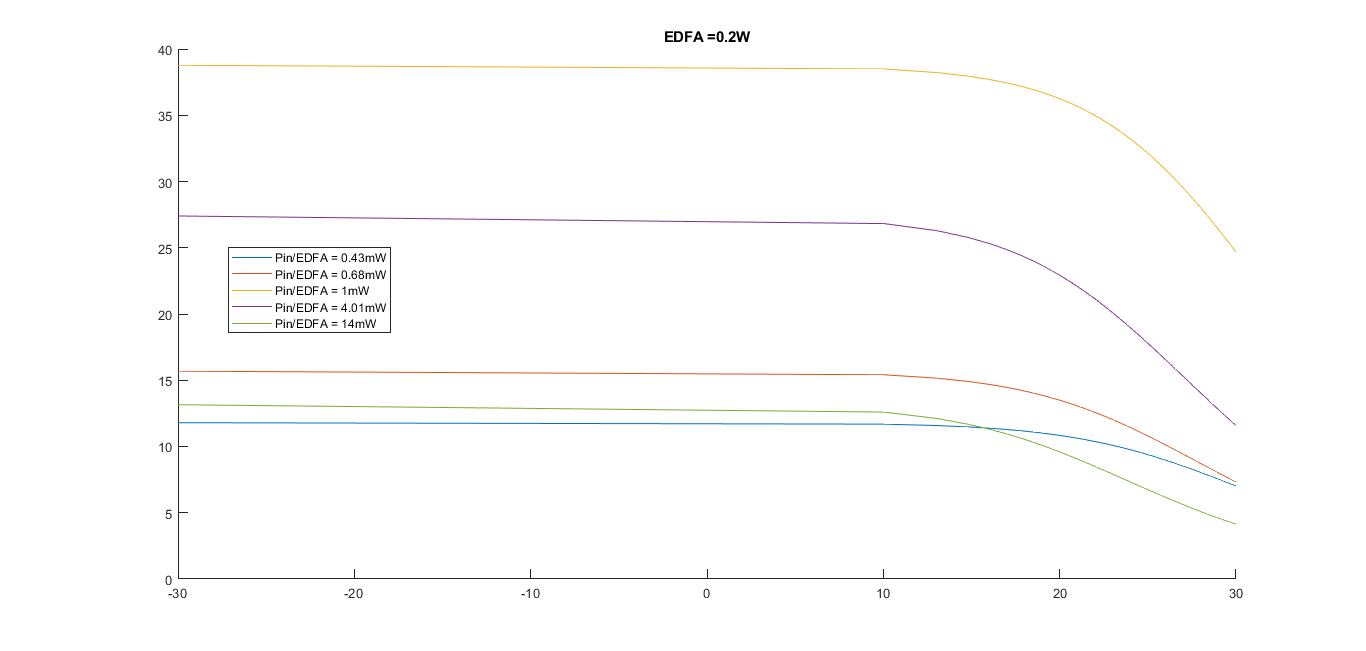 EDFA =0.2W
40
35
30
25
20
15
10
5
0
Pin/EDFA = 0.43mW
Pin/EDFA = 0.68mW
Pin/EDFA = 1mW
Pin/EDFA = 4.01mW
Pin/EDFA = 14mW
-30 -20 -10 0 10 20 30